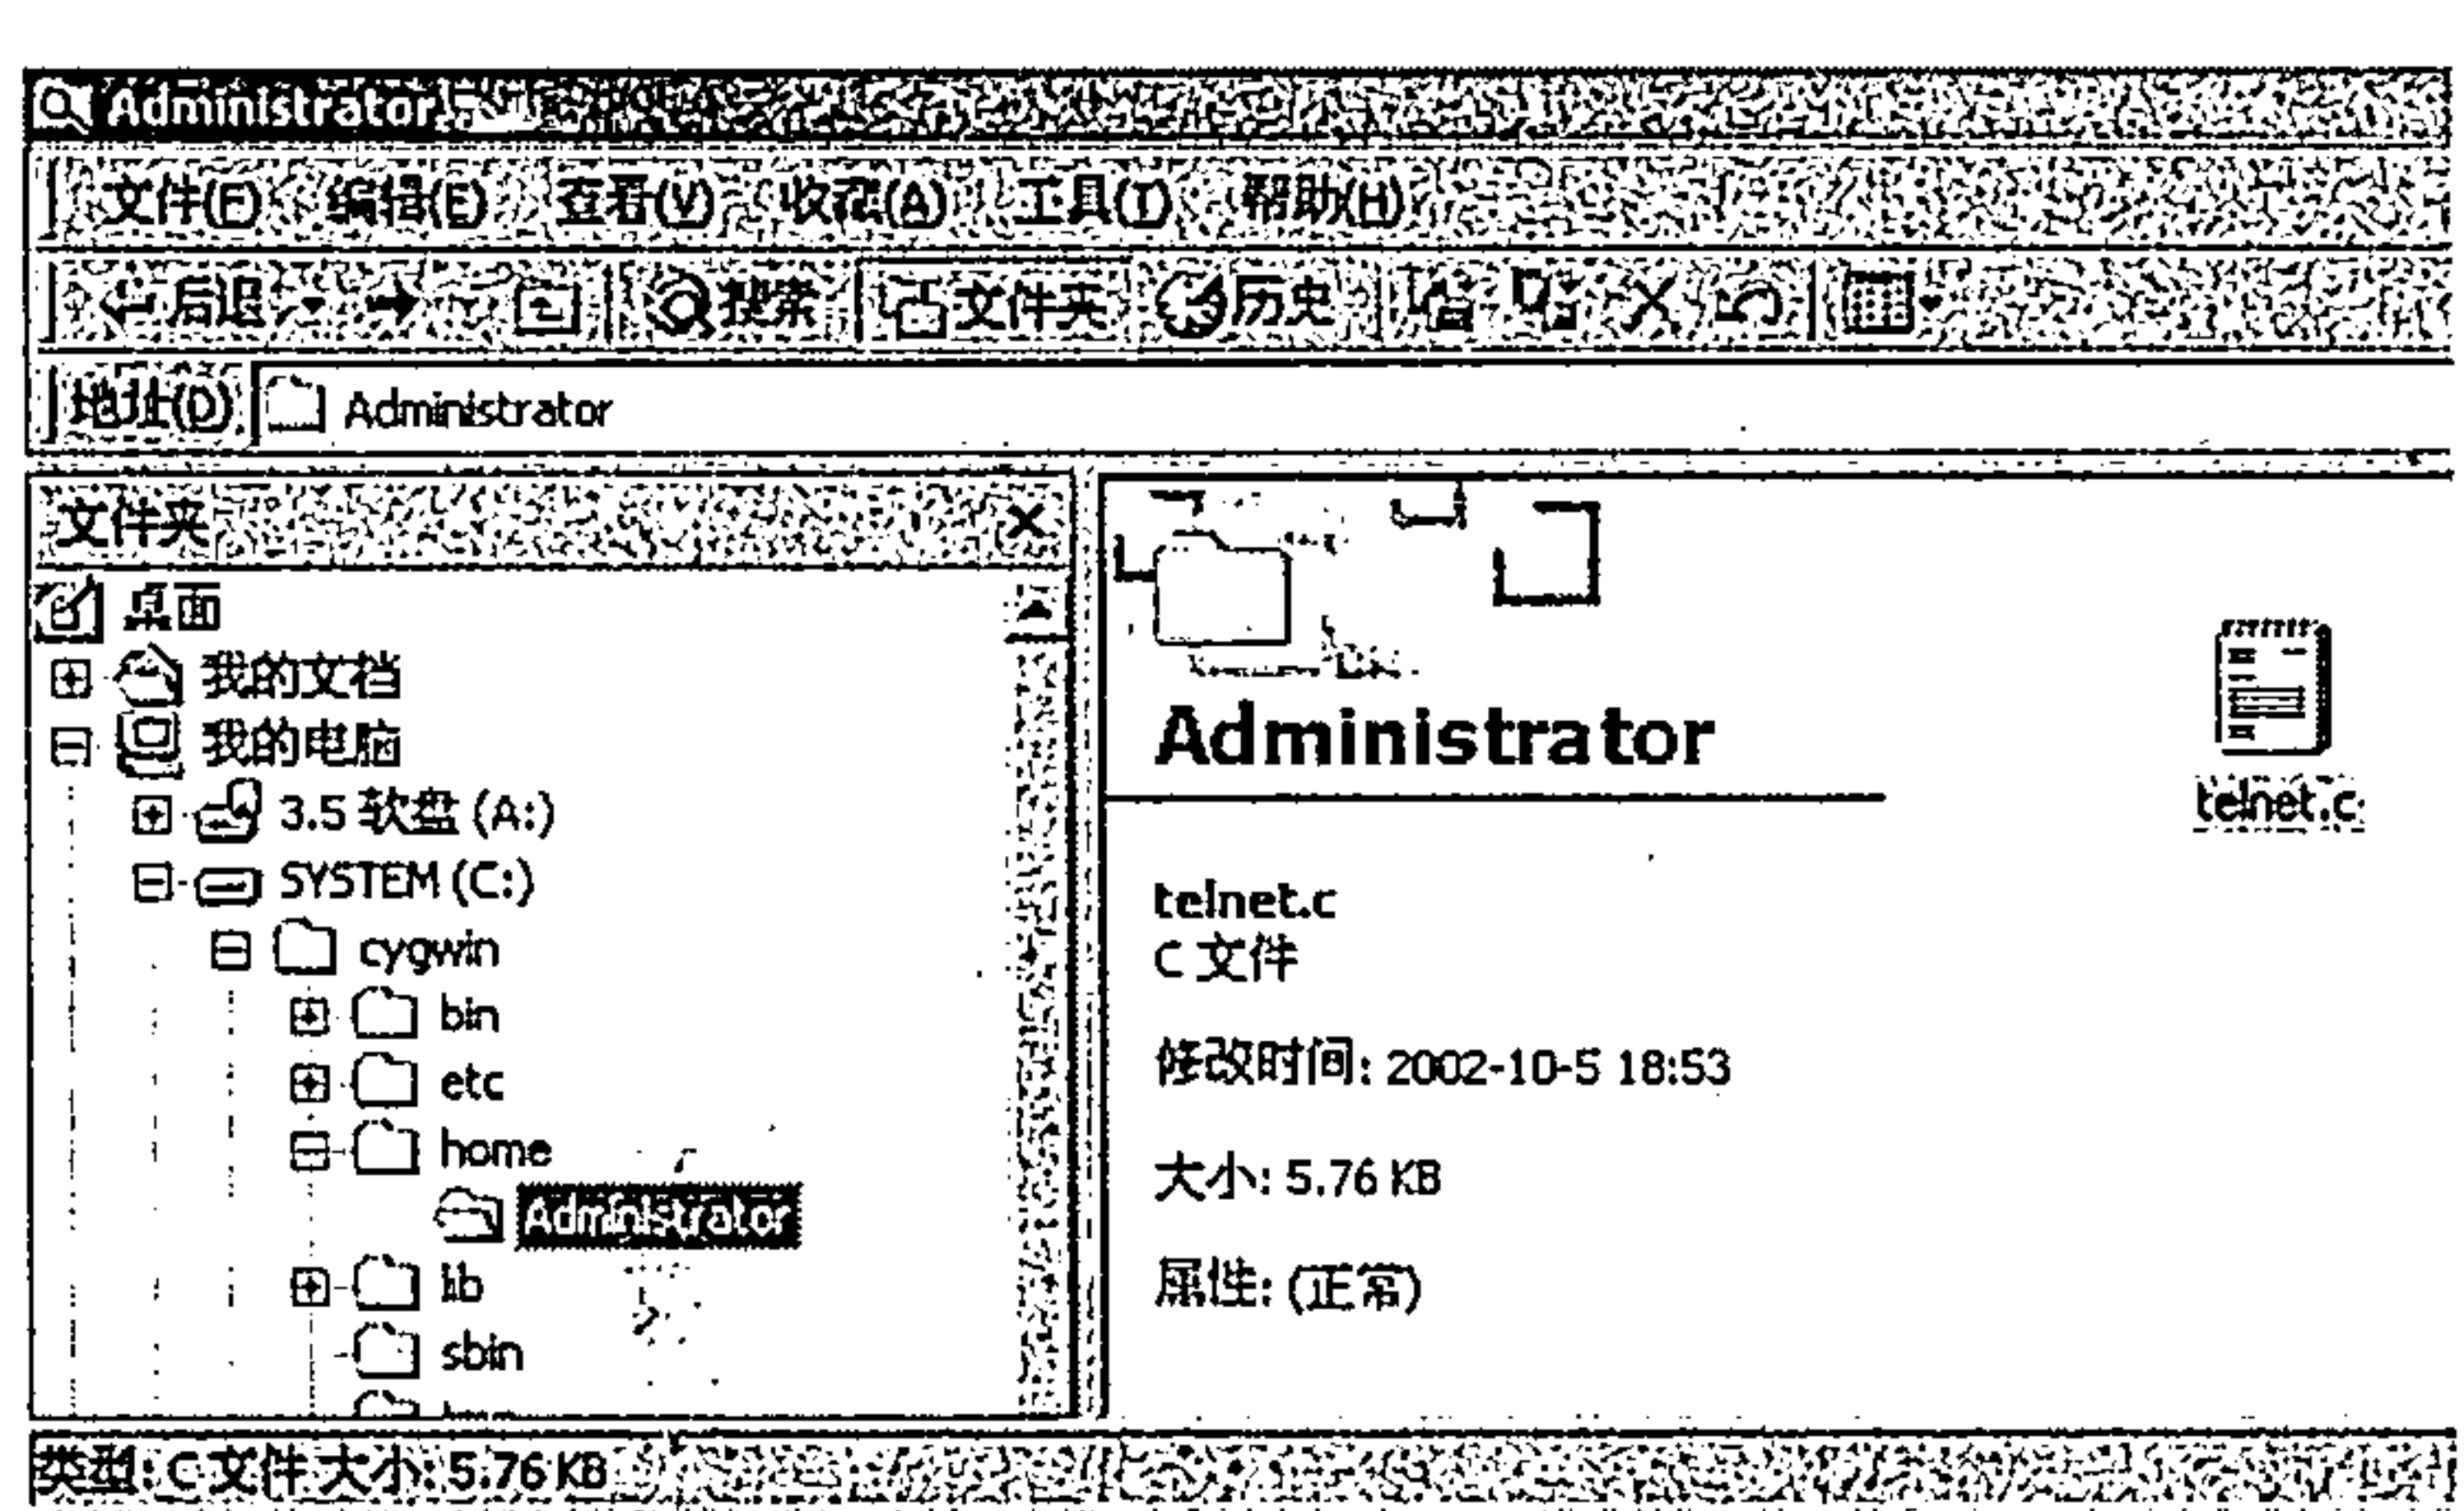 Administrator
文件(F) 编辑(E) 查看(V) 收藏(A) 工具(T) 帮助(H)
后退 搜索 文件夹 历史
地址(D) Administrator
文件夹
桌面
我的文档
我的电脑
3.5 软盘 (A:)
SYSTEM (C:)
cygwin
bin
etc
home
Administrator
lib
sbin
Administrator
telnet.c
C 文件
修改时间: 2002-10-5 18:53
大小: 5.76 KB
属性: (正常)
telnet.c
类型: C 文件 大小: 5.76 KB